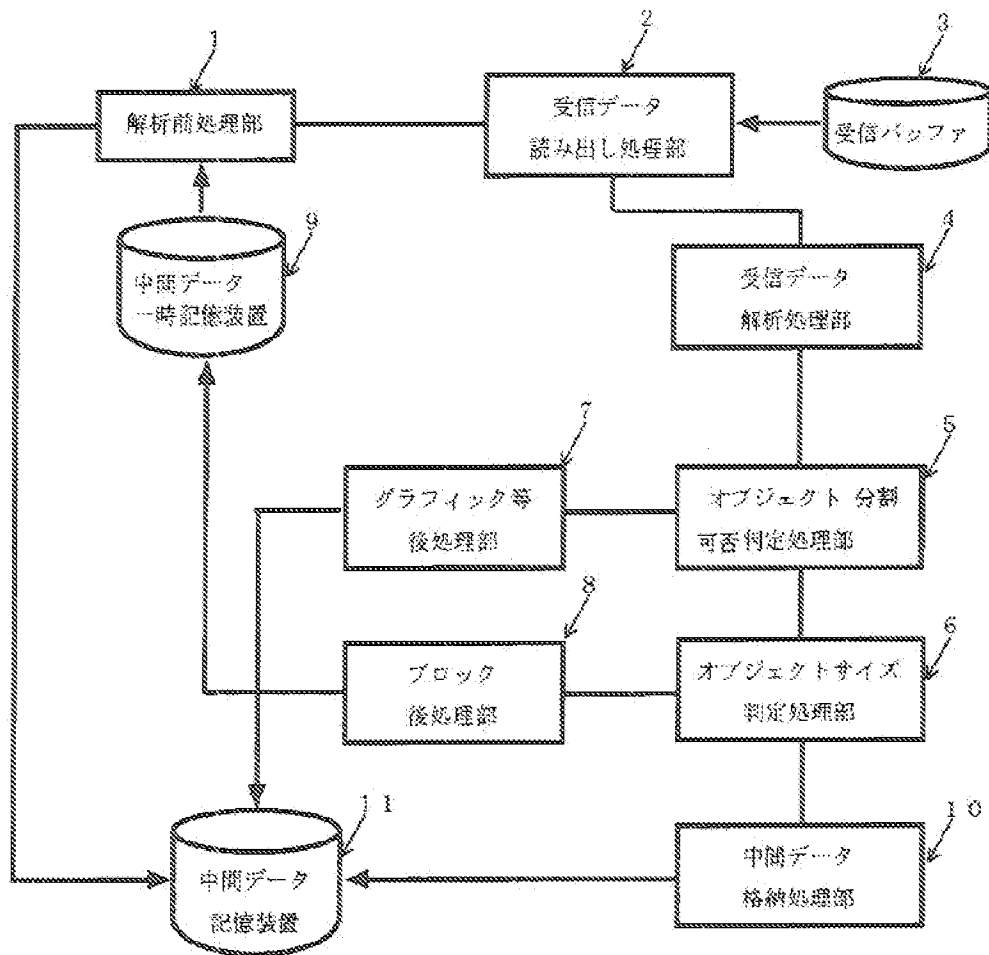 1
2
3
解析前処理部
受信データ
読み出し処理部
受信バッファ
9
4
中間データ
一時記憶装置
受信データ
解析処理部
7
5
グラフィック等
後処理部
オブジェクト 分割
可否判定処理部
8
6
ブロック
後処理部
オブジェクトサイズ
判定処理部
11
10
中間データ
記憶装置
中間データ
格納処理部